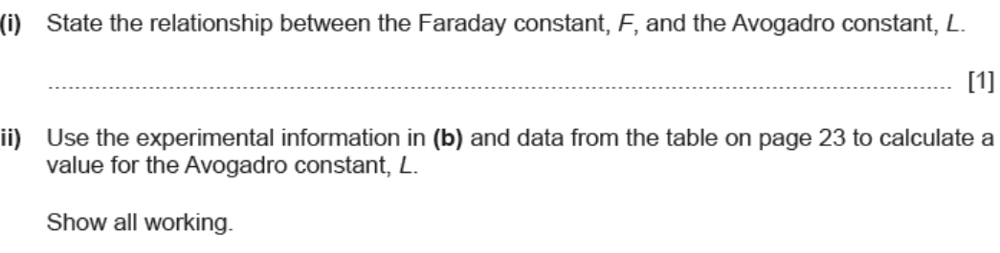 (i) State the relationship between the Faraday constant, F, and the Avogadro constant, L.
.......................................................................................................................................... [1]
ii) Use the experimental information in (b) and data from the table on page 23 to calculate a
value for the Avogadro constant, L.
Show all working.